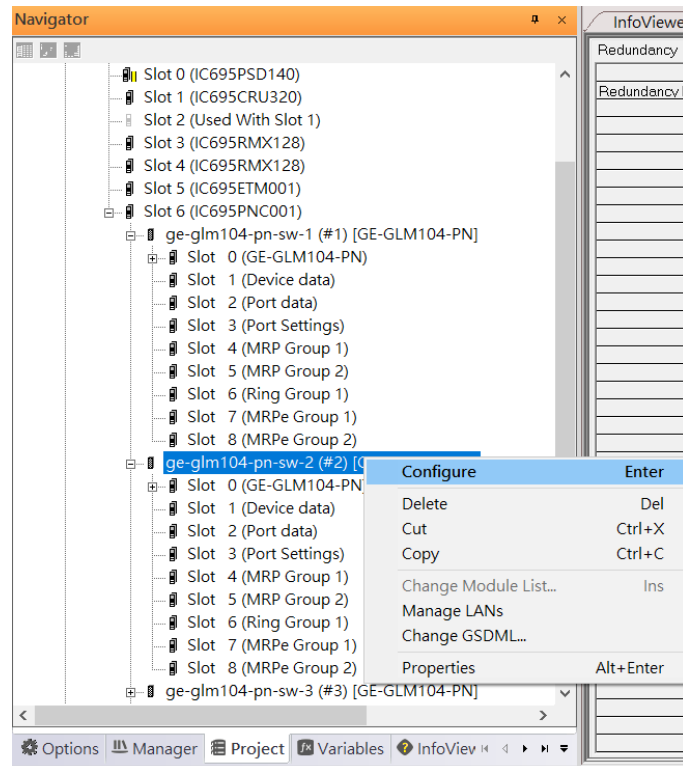 Navigator
InfoViewe
Redundancy
Redundancy
Slot 0 (IC695PSD140)
Slot 1 (IC695CRU320)
Slot 2 (Used With Slot 1)
Slot 3 (IC695RMX128)
Slot 4 (IC695RMX128)
Slot 5 (IC695ETM001)
Slot 6 (IC695PNC001)
ge-glm104-pn-sw-1 (#1) [GE-GLM104-PN]
Slot 0 (GE-GLM104-PN)
Slot 1 (Device data)
Slot 2 (Port data)
Slot 3 (Port Settings)
Slot 4 (MRP Group 1)
Slot 5 (MRP Group 2)
Slot 6 (Ring Group 1)
Slot 7 (MRPe Group 1)
Slot 8 (MRPe Group 2)
ge-glm104-pn-sw-2 (#2) [
Slot 0 (GE-GLM104-PN
Slot 1 (Device data)
Slot 2 (Port data)
Slot 3 (Port Settings)
Slot 4 (MRP Group 1)
Slot 5 (MRP Group 2)
Slot 6 (Ring Group 1)
Slot 7 (MRPe Group 1)
Slot 8 (MRPe Group 2)
ge-glm104-pn-sw-3 (#3) [GE-GLM104-PN]
Configure Enter
Delete Del
Cut Ctrl+X
Copy Ctrl+C
Change Module List... Ins
Manage LANs
Change GSDML...
Properties Alt+Enter
Options Manager Project Variables InfoView